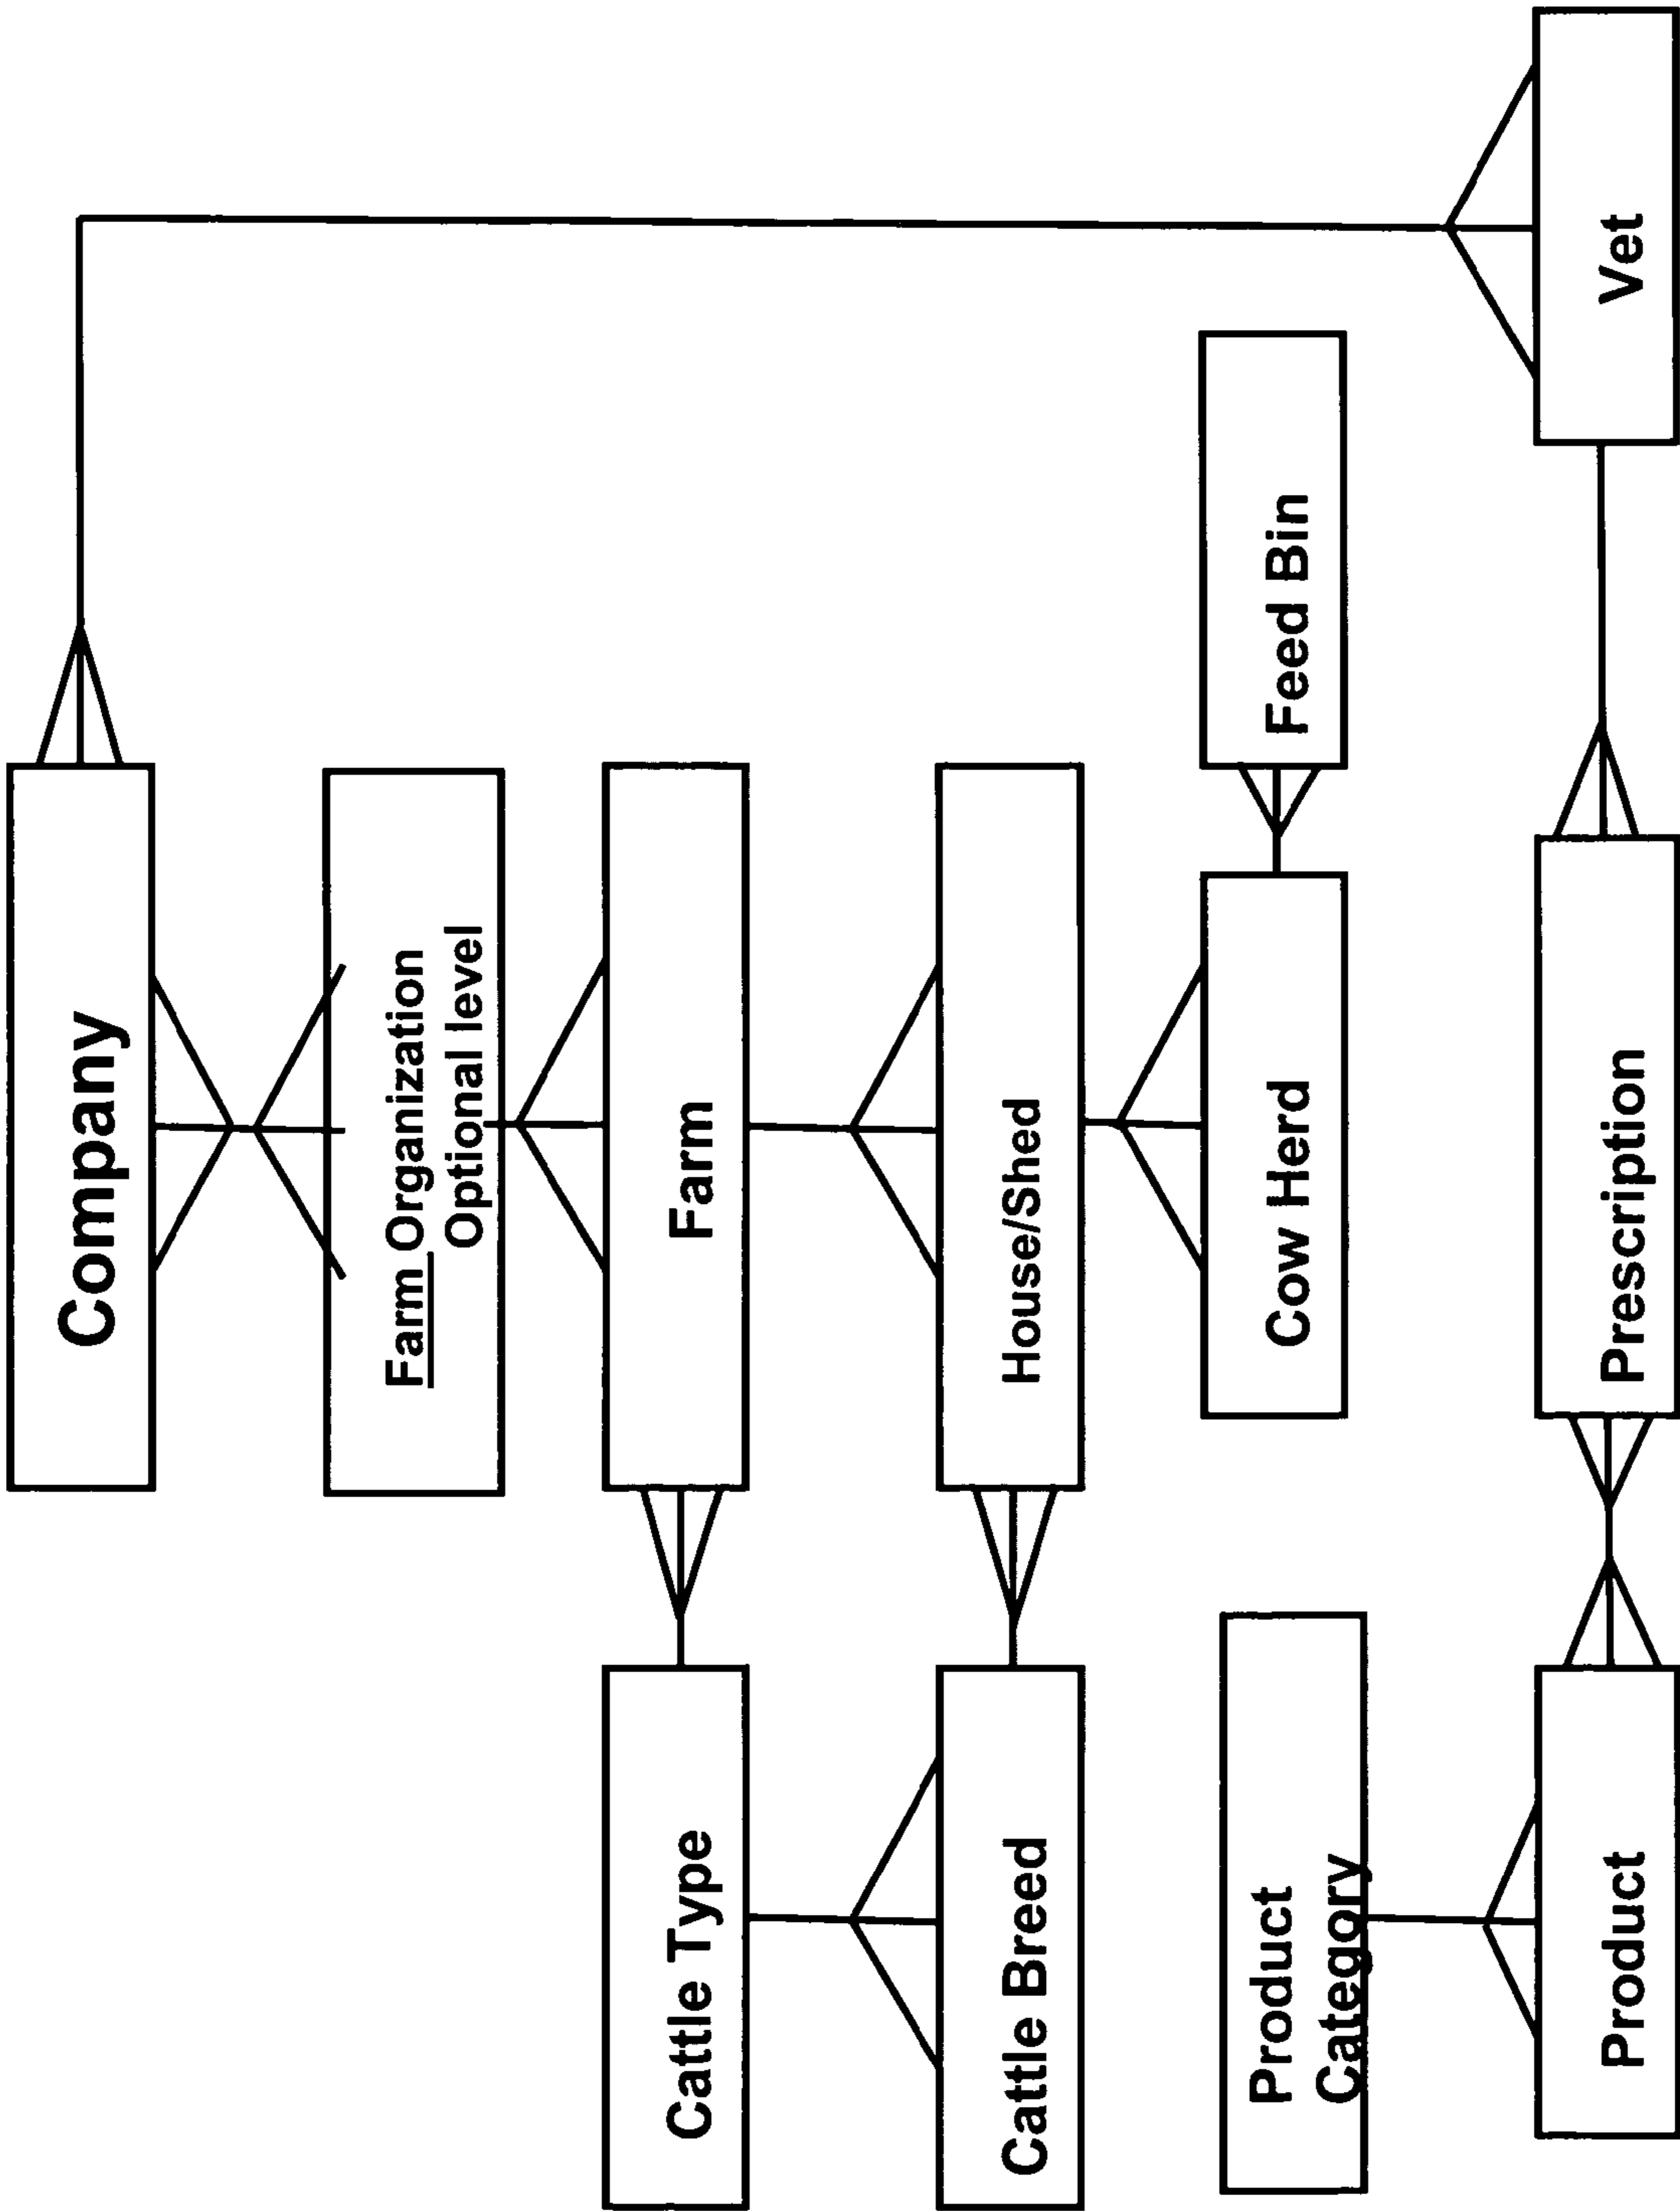 Company
Farm Organization
Optional level
Cattle Type
Farm
Cattle Breed
House/Shed
Product
Category
Cow Herd
Feed Bin
Product
Prescription
Vet